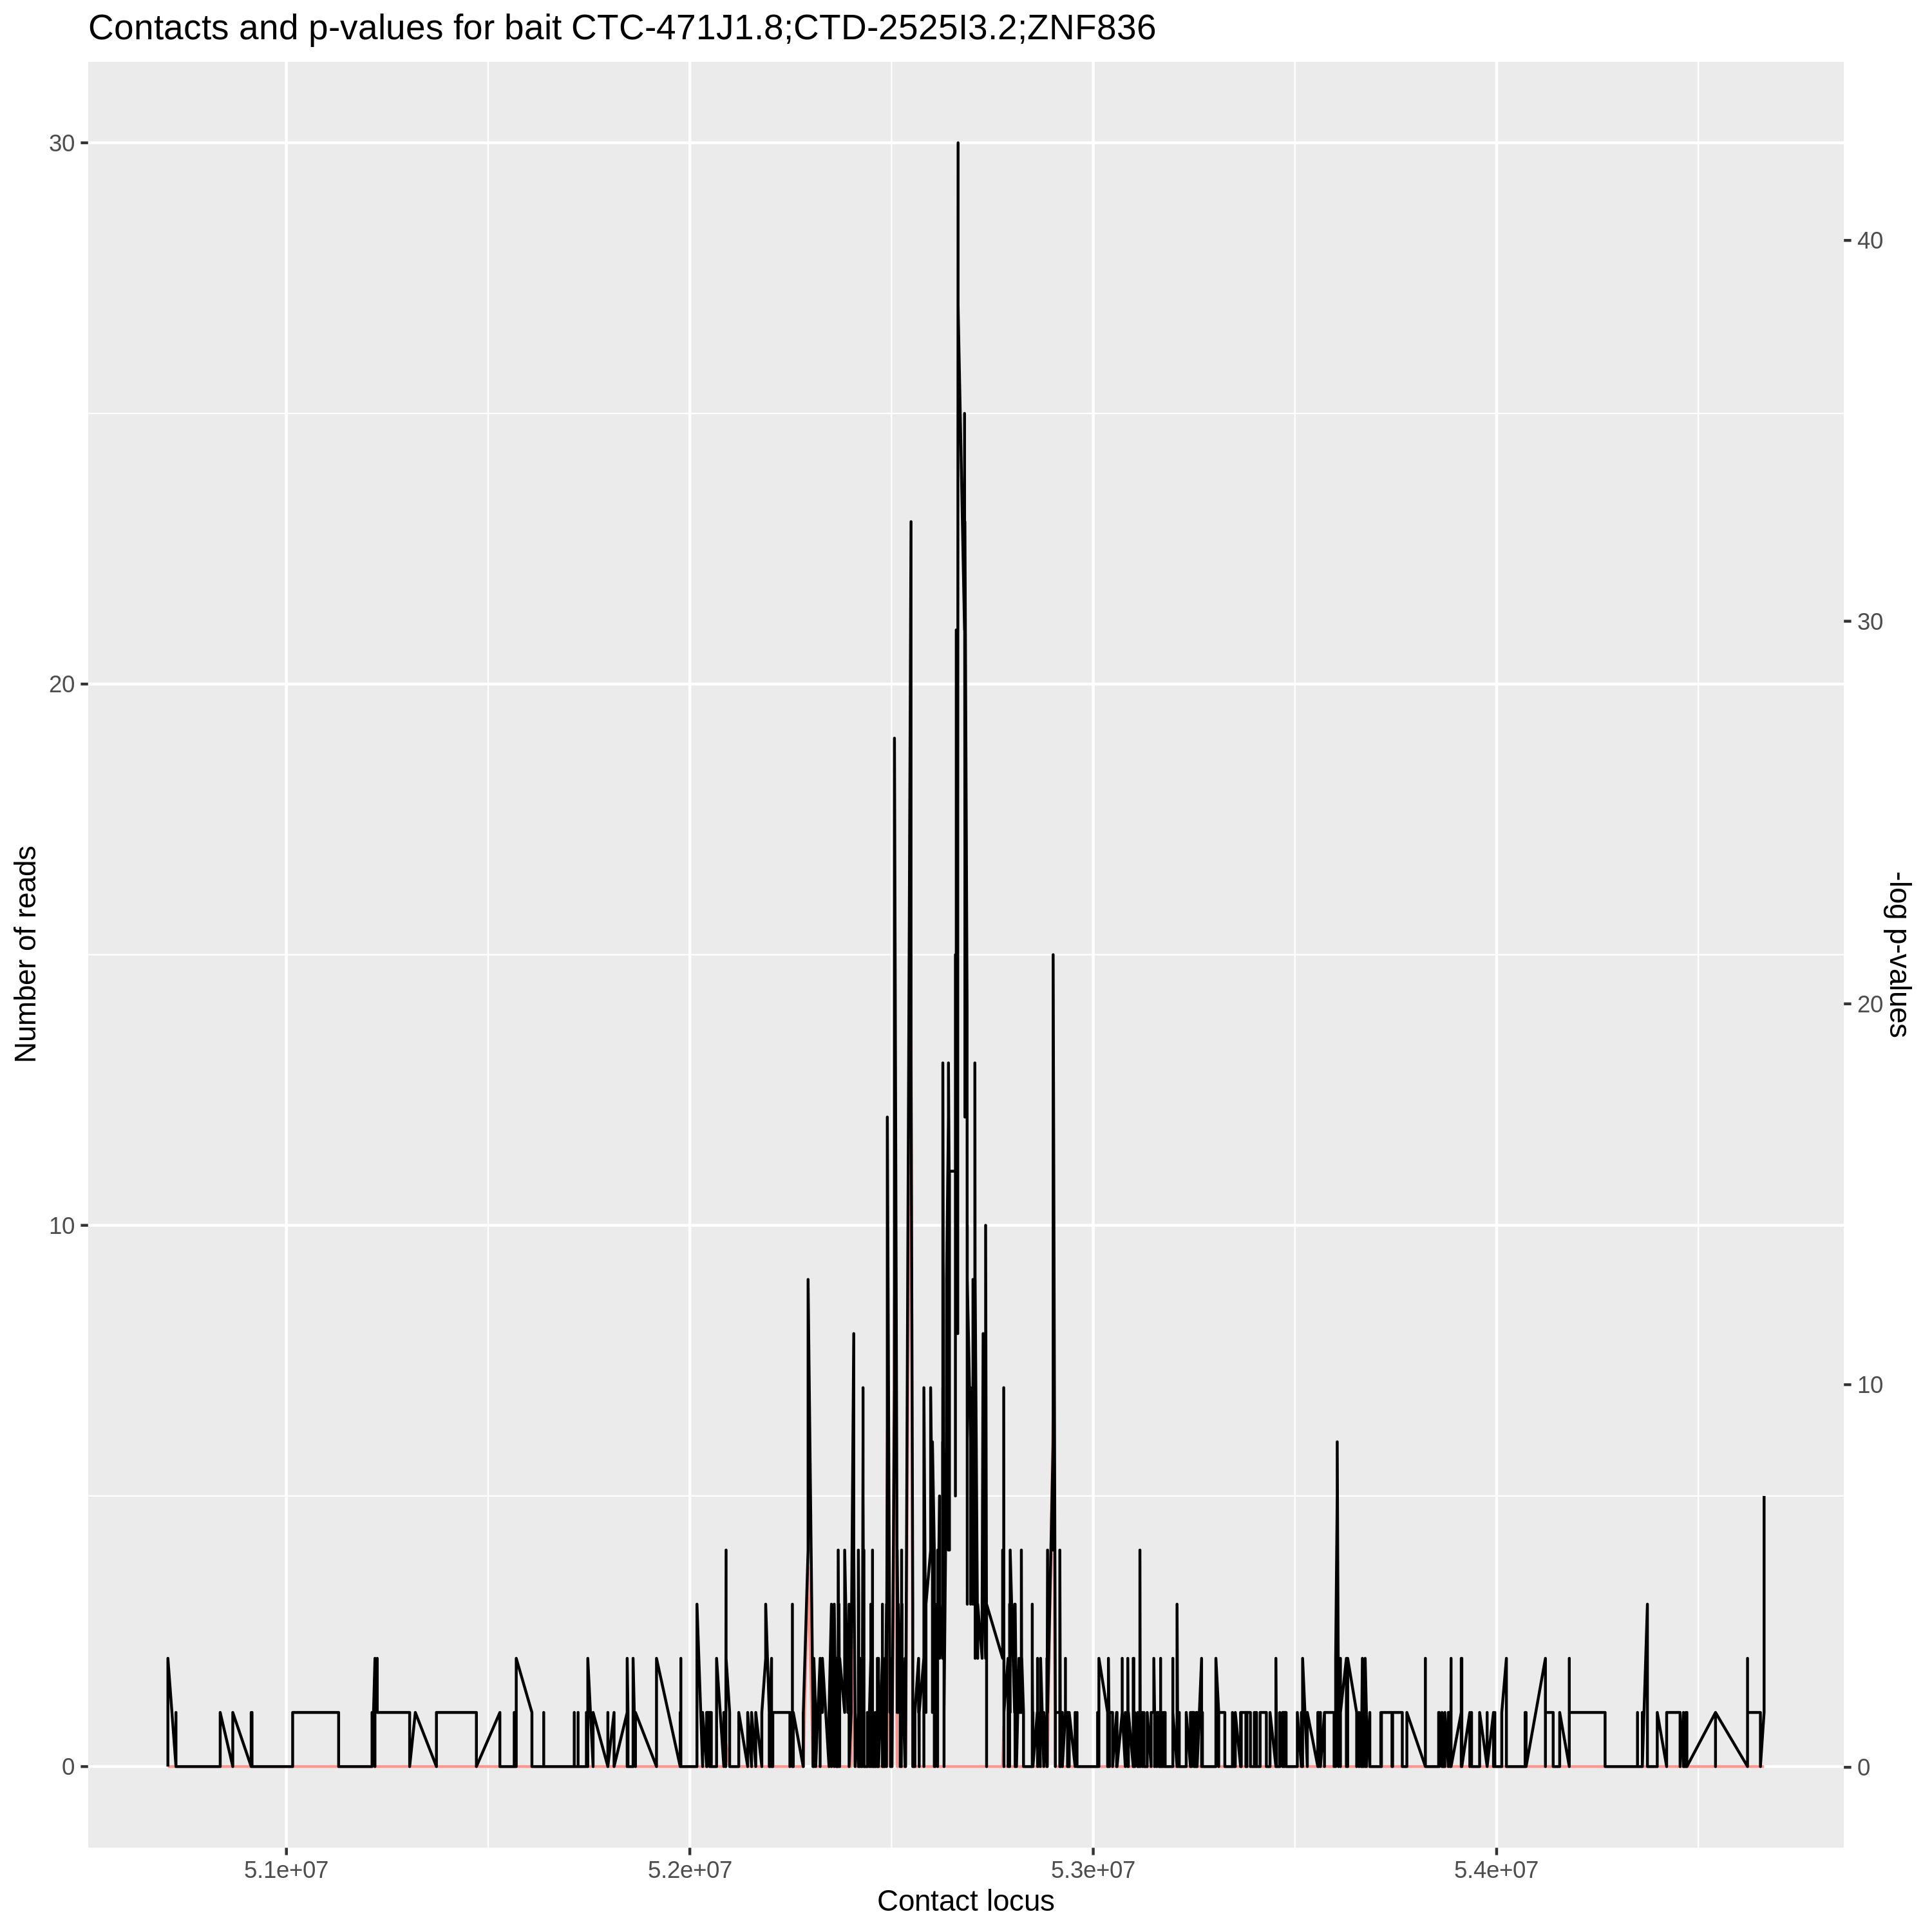 Contacts and p-values for bait CTC-471J1.8;CTD-2525I3.2;ZNF836
30
20
10
0
Number of reads
40
30
20
10
0
-log p-values
5.1e+07 5.2e+07 5.3e+07 5.4e+07
Contact locus